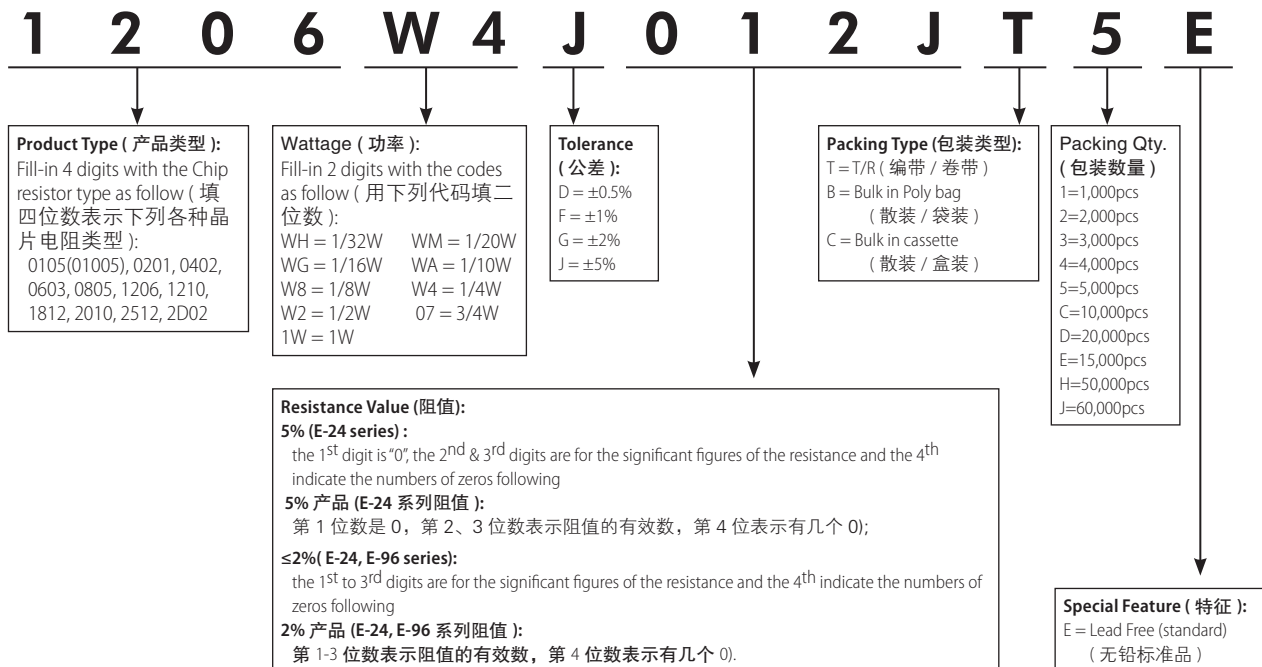 1 2 0 6 W 4 J 0 1 2 J T 5 E
Product Type ( 产品类型 ):
Fill-in 4 digits with the Chip
resistor type as follow ( 填
四位数表示下列各种晶
片电阻类型 ):
0105(01005), 0201, 0402,
0603, 0805, 1206, 1210,
1812, 2010, 2512, 2D02
Wattage ( 功率 ):
Fill-in 2 digits with the codes
as follow ( 用下列代码填二
位数 ):
WH = 1/32W WM = 1/20W
WG = 1/16W WA = 1/10W
W8 = 1/8W W4 = 1/4W
W2 = 1/2W 07 = 3/4W
1W = 1W
Tolerance
( 公差 ):
D = ±0.5%
F = ±1%
G = ±2%
J = ±5%
Packing Type (包装类型):
T = T/R ( 编带 / 卷带 )
B = Bulk in Poly bag
( 散装 / 袋装 )
C = Bulk in cassette
( 散装 / 盒装 )
Packing Qty.
( 包装数量 )
1=1,000pcs
2=2,000pcs
3=3,000pcs
4=4,000pcs
5=5,000pcs
C=10,000pcs
D=20,000pcs
E=15,000pcs
H=50,000pcs
J=60,000pcs
Resistance Value (阻值):
5% (E-24 series) :
the 1st digit is “0”, the 2nd & 3rd digits are for the significant figures of the resistance and the 4th
indicate the numbers of zeros following
5% 产品 (E-24 系列阻值 ):
第 1 位数是 0，第 2、3 位数表示阻值的有效数，第 4 位表示有几个 0);
≤2%( E-24, E-96 series):
the 1st to 3rd digits are for the significant figures of the resistance and the 4th indicate the numbers of
zeros following
2% 产品 (E-24, E-96 系列阻值 ):
第 1-3 位数表示阻值的有效数，第 4 位数表示有几个 0).
Special Feature ( 特征 ):
E = Lead Free (standard)
( 无铅标准品 )